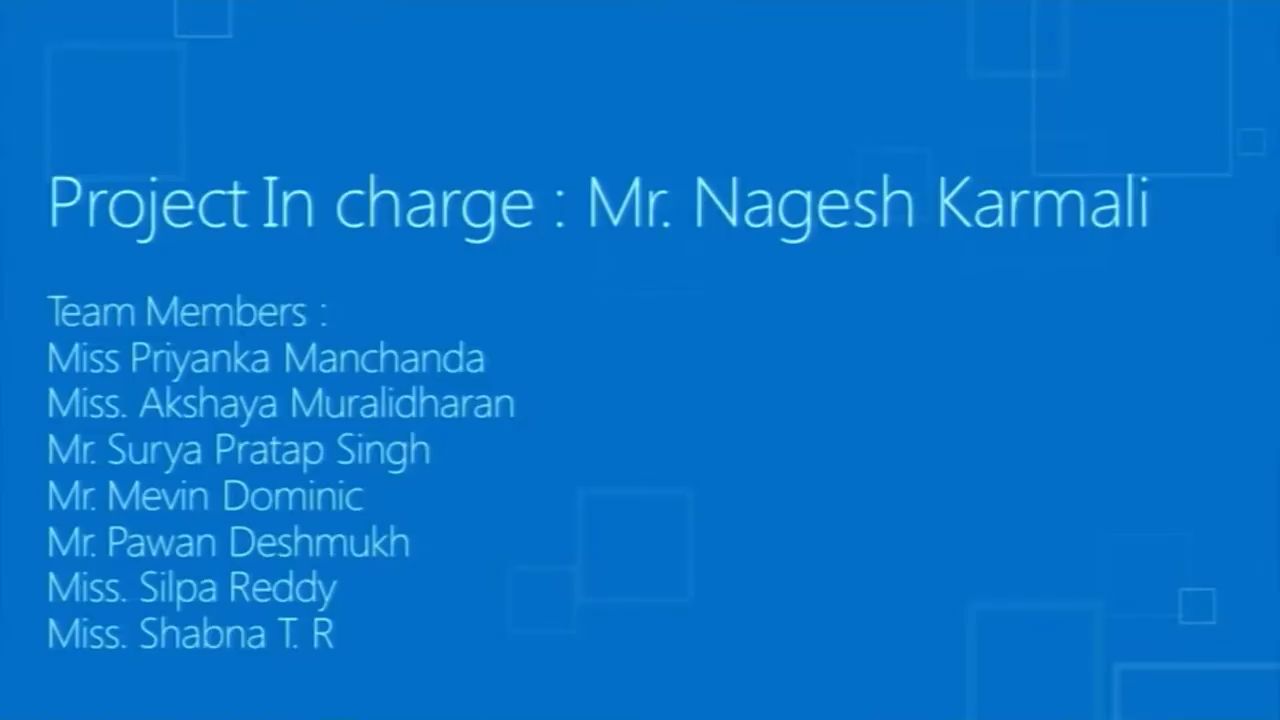 Project In charge : Mr. Nagesh Karmali
Team Members :
Miss Priyanka Manchanda
Miss. Akshaya Muralidharan
Mr. Surya Pratap Singh
Mr. Mevin Dominic
Mr. Pawan Deshmukh
Miss. Silpa Reddy
Miss. Shabna T. R